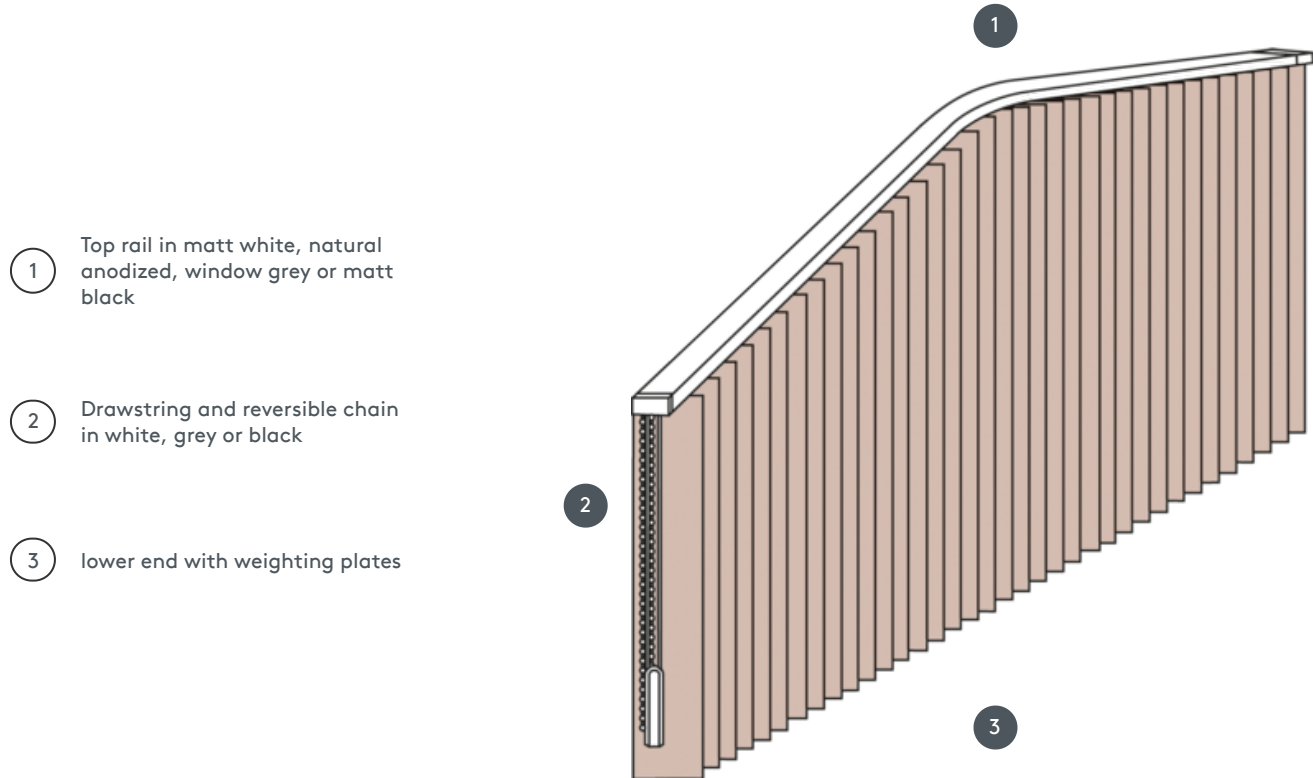 1
1
Top rail in matt white, natural
anodized, window grey or matt
black
2
Drawstring and reversible chain
in white, grey or black
2
3
lower end with weighting plates
3